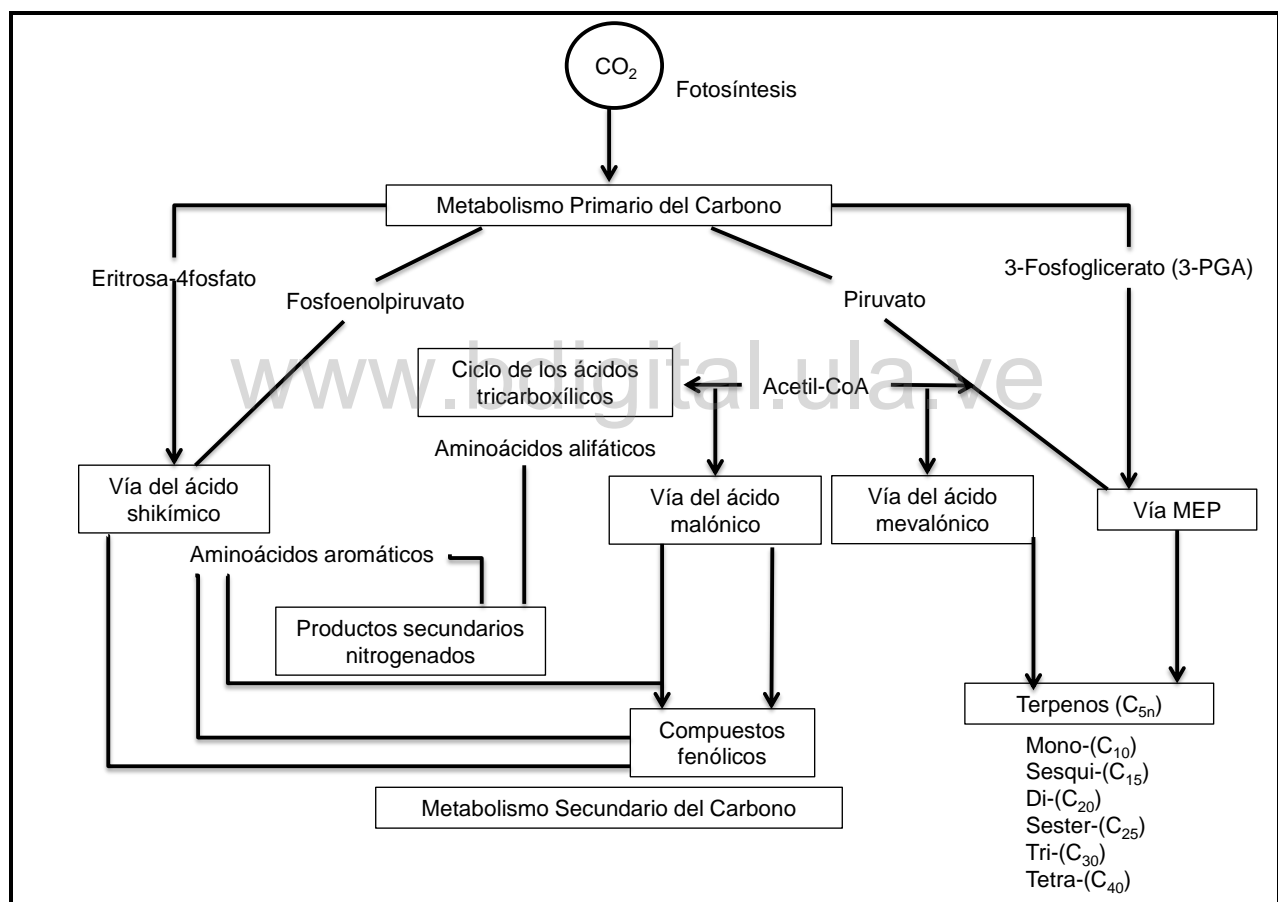 CO₂
Fotosíntesis
Metabolismo Primario del Carbono
Eritrosa-4fosfato
Fosfoenolpiruvato
Piruvato
3-Fosfoglicerato (3-PGA)
www.bdigital.ula.ve
Ciclo de los ácidos
tricarboxílicos
Acetil-CoA
Aminoácidos alifáticos
Vía del ácido
shikímico
Vía del ácido
malónico
Vía del ácido
mevalónico
Vía MEP
Aminoácidos aromáticos
Productos secundarios
nitrogenados
Compuestos
fenólicos
Terpenos (C₅ₙ)
Mono-(C₁₀)
Sesqui-(C₁₅)
Di-(C₂₀)
Sester-(C₂₅)
Tri-(C₃₀)
Tetra-(C₄₀)
Metabolismo Secundario del Carbono